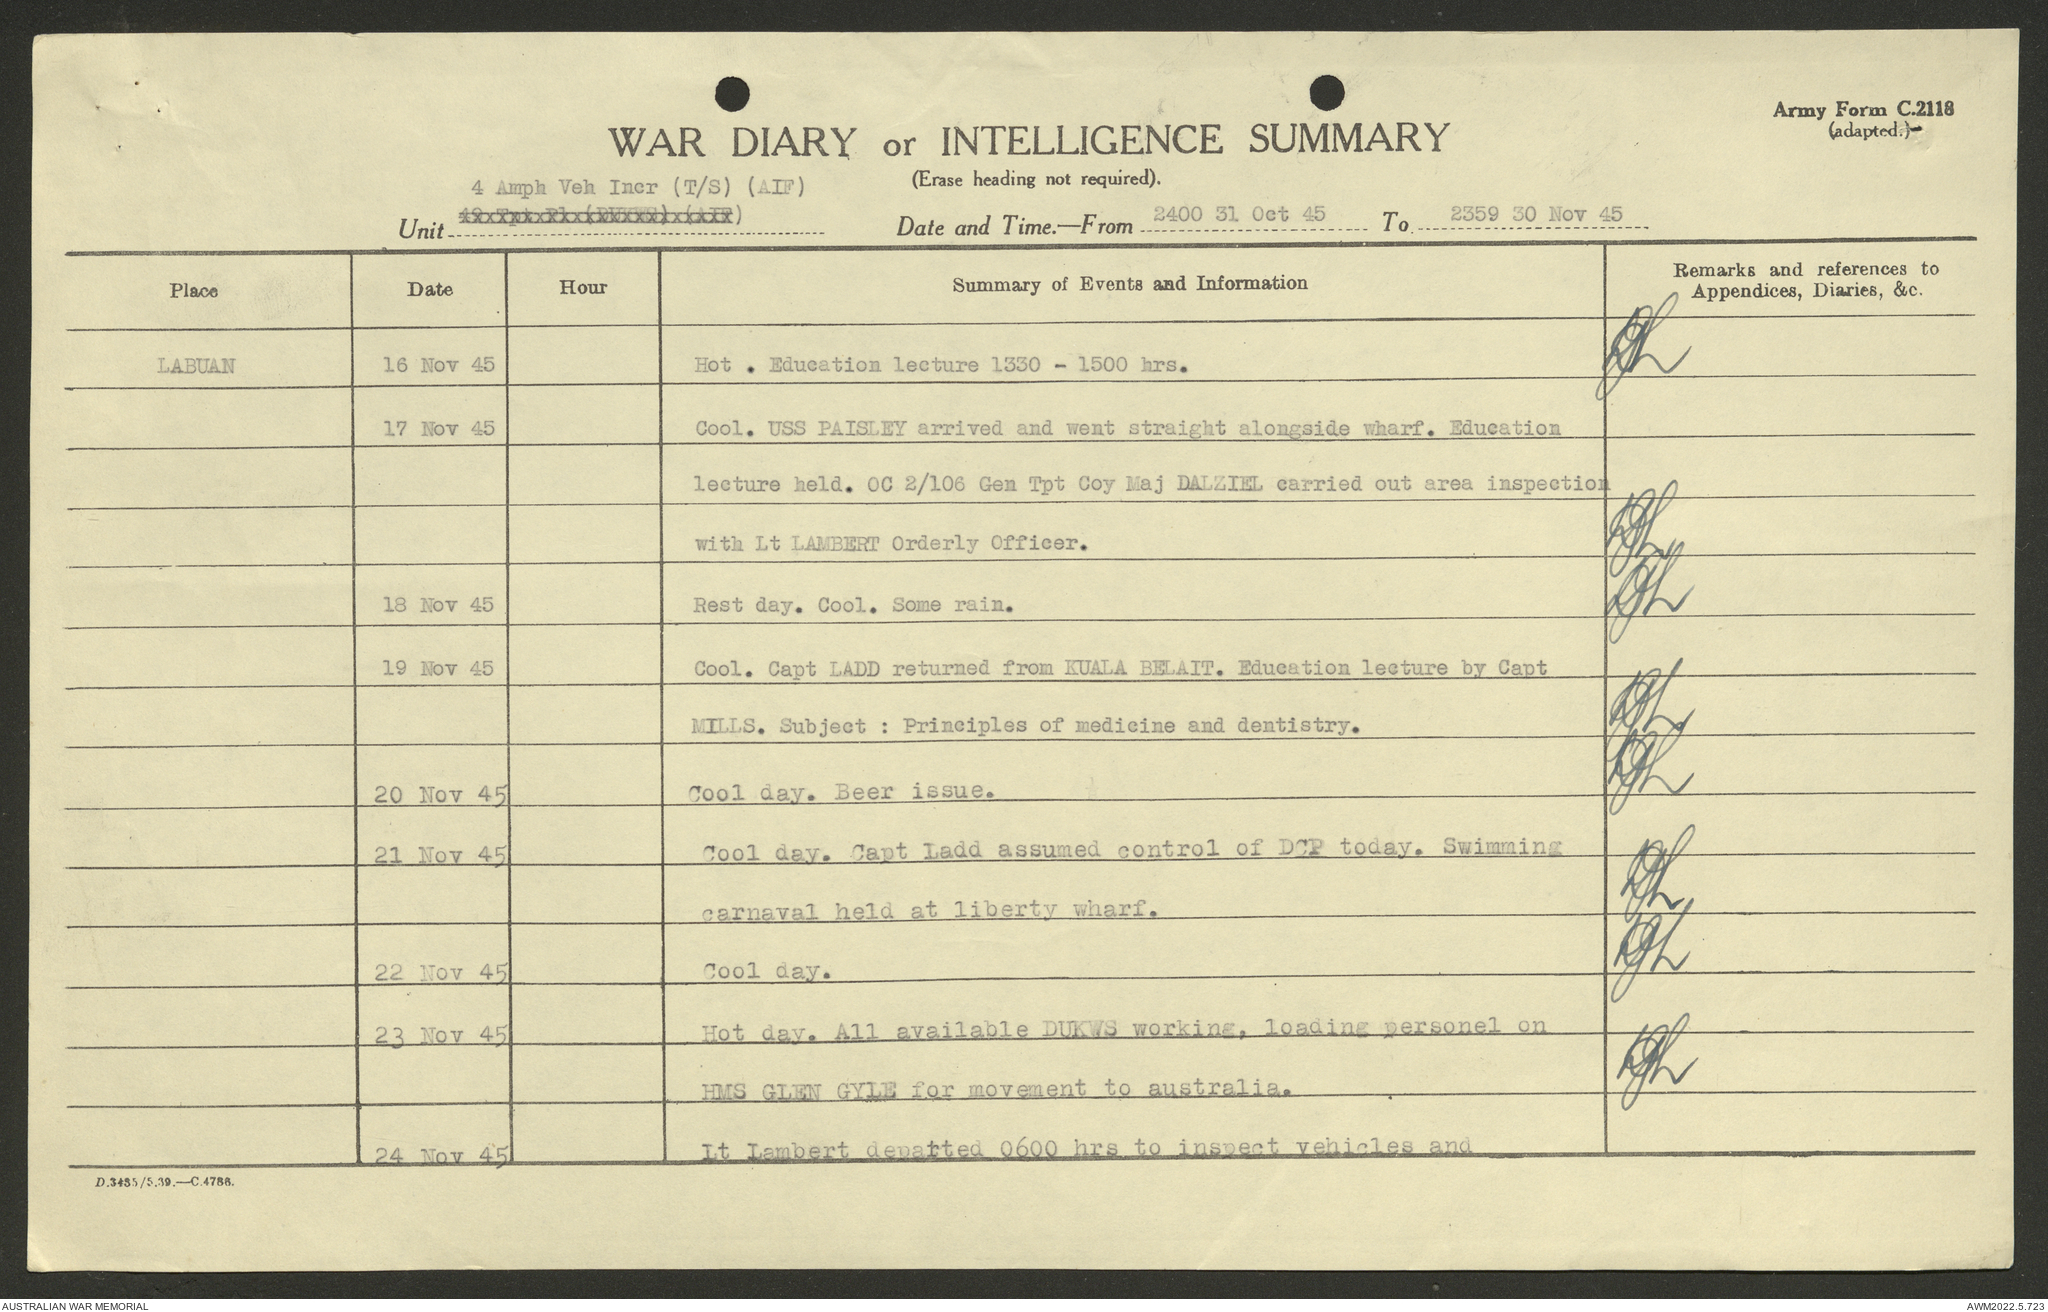 Army Form C.2118
(adapted.)
WAR DIARY or INTELLIGENCE SUMMARY
(Erase heading not required).
4 Amph Veh Incr (T/S) (AIF)
Unit 42 Tpt Pl (DUKWS) (AIF)
Date and Time.—From 2400 31 Oct 45 To 2359 30 Nov 45
Place Date Hour Summary of Events and Information Remarks and references to
Appendices, Diaries, &c.
LABUAN 16 Nov 45 Hot . Education lecture 1330 - 1500 hrs.
17 Nov 45 Cool. USS PAISLEY arrived and went straight alongside wharf. Education
lecture held. OC 2/106 Gen Tpt Coy Maj DALZIEL carried out area inspection
with Lt LAMBERT Orderly Officer.
18 Nov 45 Rest day. Cool. Some rain.
19 Nov 45 Cool. Capt LADD returned from KUALA BELAIT. Education lecture by Capt
MILLS. Subject : Principles of medicine and dentistry.
20 Nov 45 Cool day. Beer issue.
21 Nov 45 Cool day. Capt Ladd assumed control of DCP today. Swimming
carnaval held at liberty wharf.
22 Nov 45 Cool day.
23 Nov 45 Hot day. All available DUKWS working, loading personel on
HMS GLEN GYLE for movement to australia.
24 Nov 45 Lt Lambert departed 0600 hrs to inspect vehicles and
D.3485/5.39.—C.4786.
AUSTRALIAN WAR MEMORIAL
AWM2022.5.723